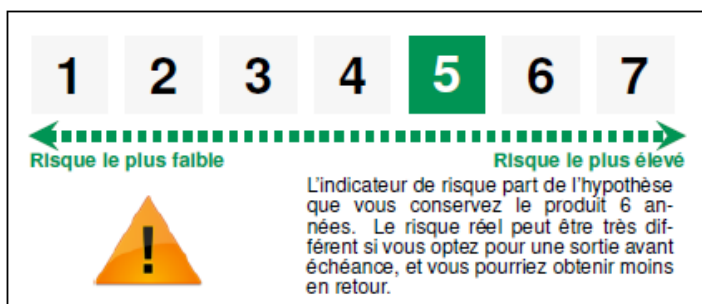 1 2 3 4 5 6 7
Risque le plus faible Risque le plus élevé
L'indicateur de risque part de l'hypothèse
que vous conservez le produit 6 an-
nées. Le risque réel peut être très dif-
férent si vous optez pour une sortie avant
échéance, et vous pourriez obtenir moins
en retour.